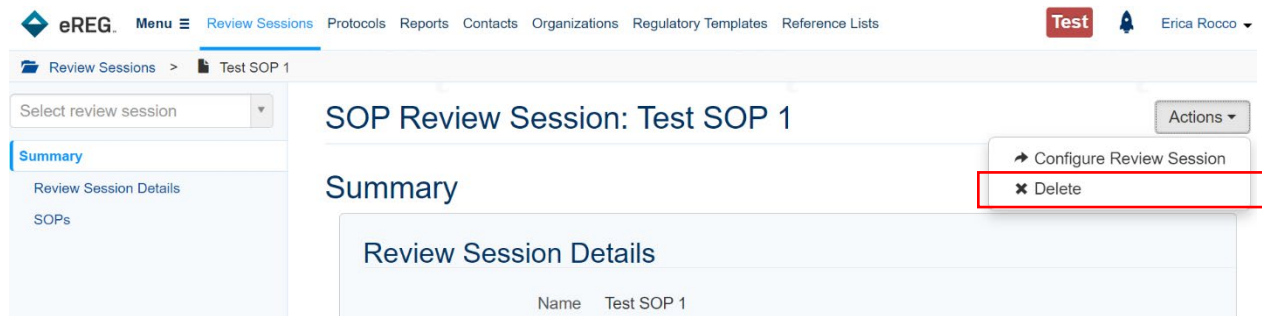 eREG. Menu ≡ Review Sessions Protocols Reports Contacts Organizations Regulatory Templates Reference Lists Test Erica Rocco
Review Sessions > Test SOP 1
Select review session
SOP Review Session: Test SOP 1
Actions
Summary
Review Session Details
SOPs
Configure Review Session
Delete
Summary
Review Session Details
Name Test SOP 1